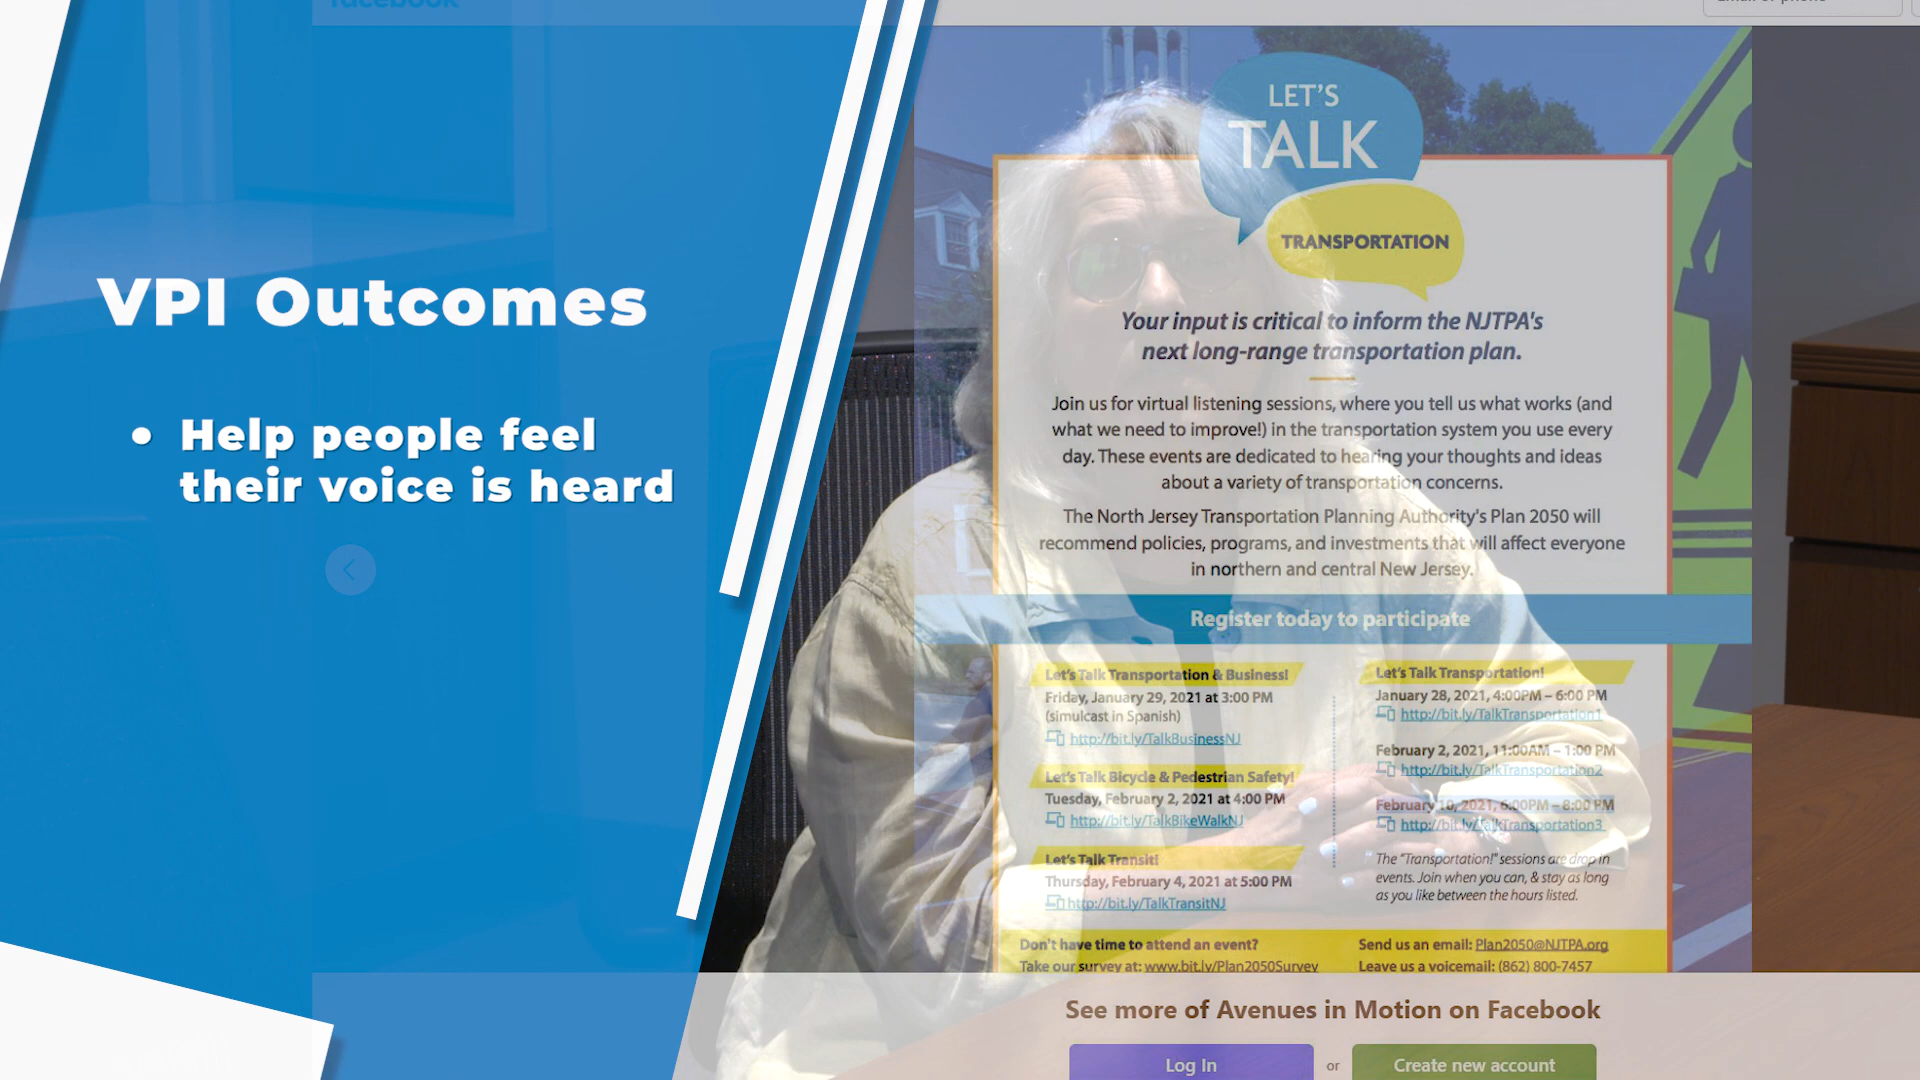 facebook
VPI Outcomes
• Help people feel
their voice is heard
LET'S
TALK
TRANSPORTATION
Your input is critical to inform the NJTPA's
next long-range transportation plan.
Join us for virtual listening sessions, where you tell us what works (and
what we need to improve!) in the transportation system you use every
day. These events are dedicated to hearing your thoughts and ideas
about a variety of transportation concerns.
The North Jersey Transportation Planning Authority's Plan 2050 will
recommend policies, programs, and investments that will affect everyone
in northern and central New Jersey.
Register today to participate
Let's Talk Transportation & Business!
Friday, January 29, 2021 at 3:00 PM
(simulcast in Spanish)
http://bit.ly/TalkBusinessNJ
Let's Talk Bicycle & Pedestrian Safety!
Tuesday, February 2, 2021 at 4:00 PM
http://bit.ly/TalkBikeWalkNJ
Let's Talk Transit!
Thursday, February 4, 2021 at 5:00 PM
http://bit.ly/TalkTransitNJ
Let's Talk Transportation!
January 28, 2021, 4:00PM – 6:00 PM
http://bit.ly/TalkTransportation1
February 2, 2021, 11:00AM – 1:00 PM
http://bit.ly/TalkTransportation2
February 10, 2021, 6:00PM – 8:00 PM
http://bit.ly/TalkTransportation3
The "Transportation!" sessions are drop in
events. Join when you can, & stay as long
as you like between the hours listed.
Don't have time to attend an event?
Take our survey at: www.bit.ly/Plan2050Survey
Send us an email: Plan2050@NJTPA.org
Leave us a voicemail: (862) 800-7457
See more of Avenues in Motion on Facebook
Log In
or
Create new account